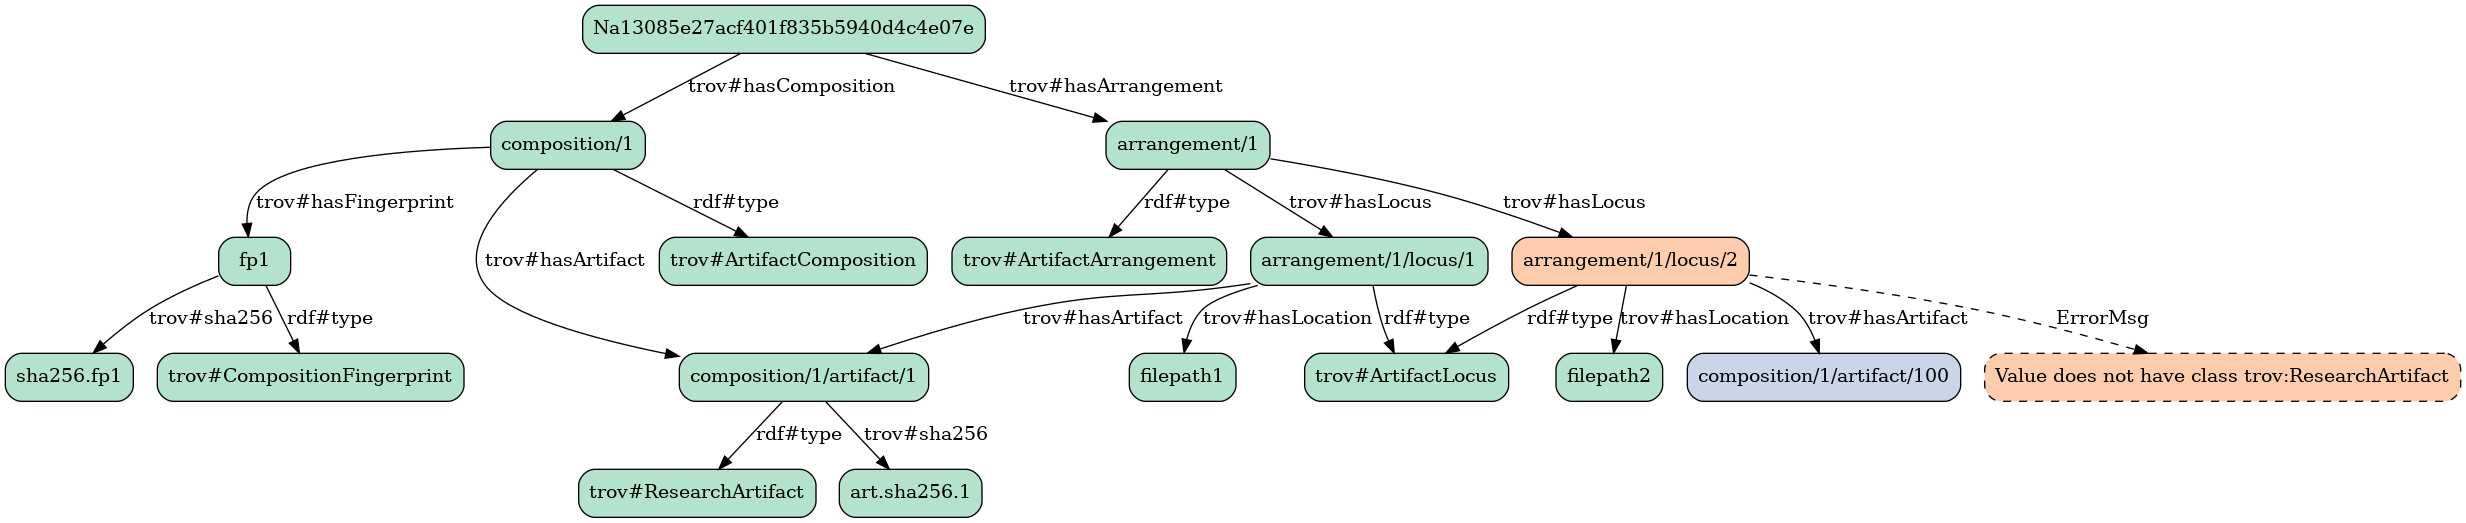 Na13085e27acf401f835b5940d4c4e07e
trov#hasComposition
trov#hasArrangement
composition/1
arrangement/1
trov#hasFingerprint
rdf#type
rdf#type
trov#hasLocus
trov#hasLocus
fp1
trov#hasArtifact
trov#ArtifactComposition
trov#ArtifactArrangement
arrangement/1/locus/1
arrangement/1/locus/2
trov#sha256
rdf#type
trov#hasArtifact
trov#hasLocation
rdf#type
rdf#type
trov#hasLocation
trov#hasArtifact
ErrorMsg
sha256.fp1
trov#CompositionFingerprint
composition/1/artifact/1
filepath1
trov#ArtifactLocus
filepath2
composition/1/artifact/100
Value does not have class trov:ResearchArtifact
rdf#type
trov#sha256
trov#ResearchArtifact
art.sha256.1